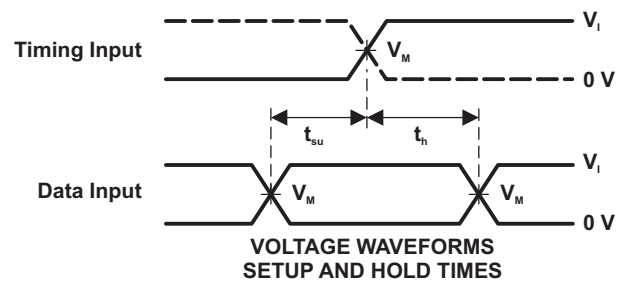 V_I
Timing Input
V_M
0 V
t_su
t_h
V_I
Data Input
V_M
V_M
0 V
VOLTAGE WAVEFORMS
SETUP AND HOLD TIMES